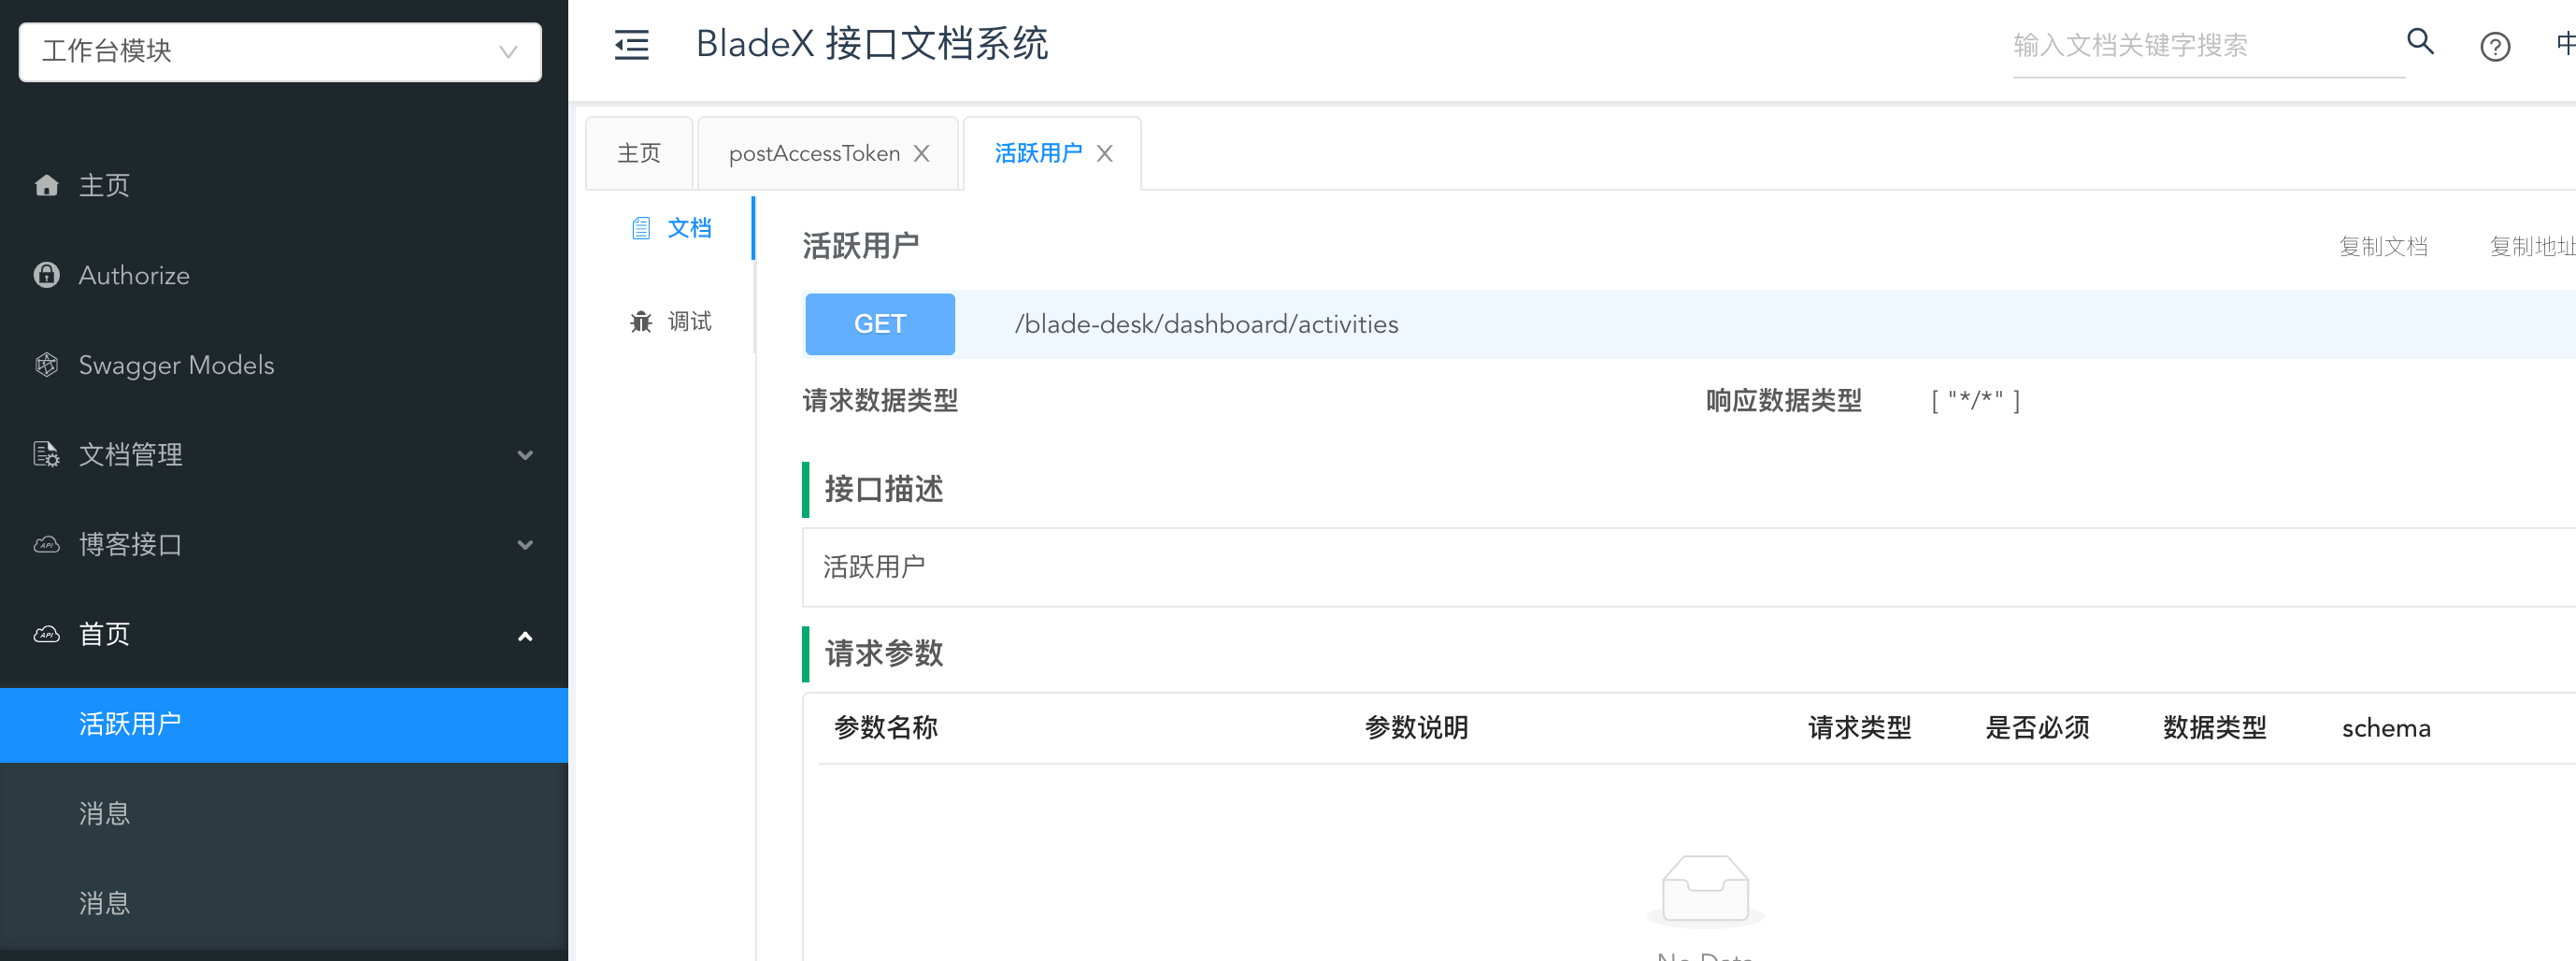 工作台模块
主页
Authorize
Swagger Models
文档管理
博客接口
首页
活跃用户
消息
消息
BladeX 接口文档系统
输入文档关键字搜索
中
主页
postAccessToken
活跃用户
文档
调试
活跃用户
复制文档
复制地址
GET
/blade-desk/dashboard/activities
请求数据类型
响应数据类型
[ "*/*" ]
接口描述
活跃用户
请求参数
参数名称
参数说明
请求类型
是否必须
数据类型
schema
No Data